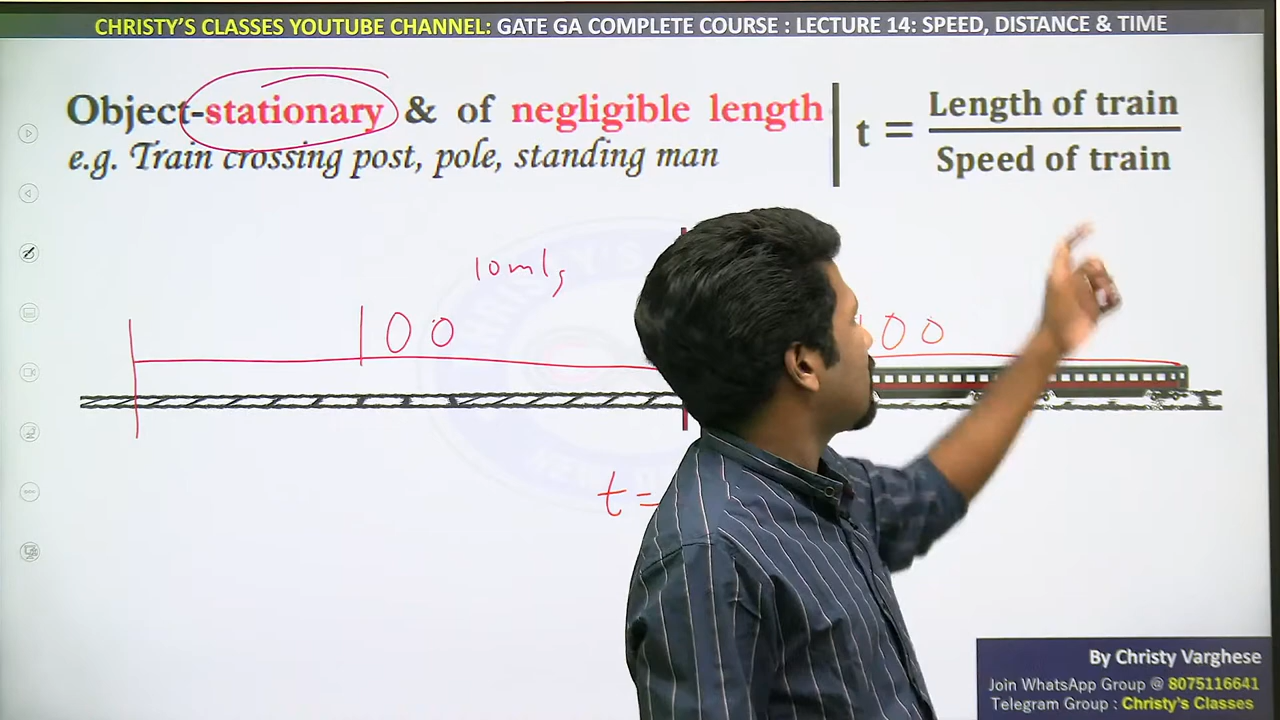 CHRISTY'S CLASSES YOUTUBE CHANNEL: GATE GA COMPLETE COURSE : LECTURE 14: SPEED, DISTANCE & TIME
Object-stationary & of negligible length
e.g. Train crossing post, pole, standing man
t = Length of train
Speed of train
10m/s
100
00
t=
By Christy Varghese
Join WhatsApp Group @ 8075116641
Telegram Group : Christy's Classes